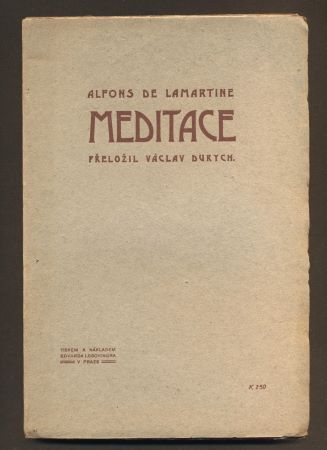 ALFONS DE LAMARTINE
MEDITACE
PŘELOŽIL VÁCLAV DURYCH.
TISKEM A NÁKLADEM
EDVARDA LESCHINGRA
V PRAZE
K 2·50